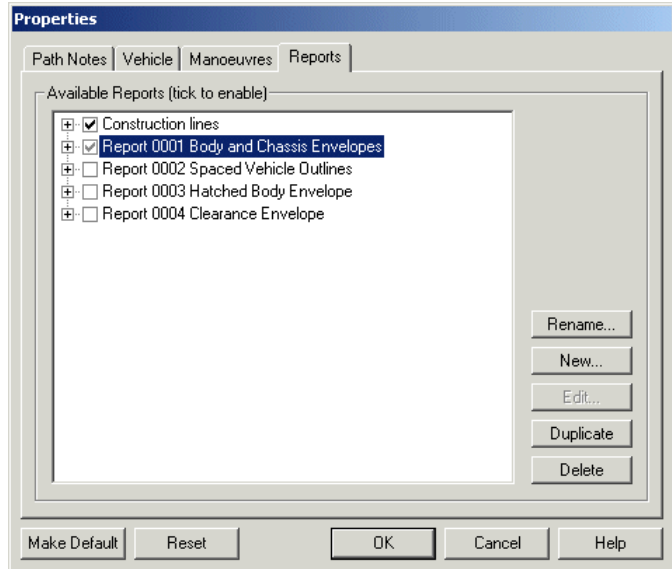 Properties
Path Notes Vehicle Manoeuvres Reports
Available Reports (tick to enable)
Construction lines
Report 0001 Body and Chassis Envelopes
Report 0002 Spaced Vehicle Outlines
Report 0003 Hatched Body Envelope
Report 0004 Clearance Envelope
Rename...
New...
Edit...
Duplicate
Delete
Make Default Reset OK Cancel Help